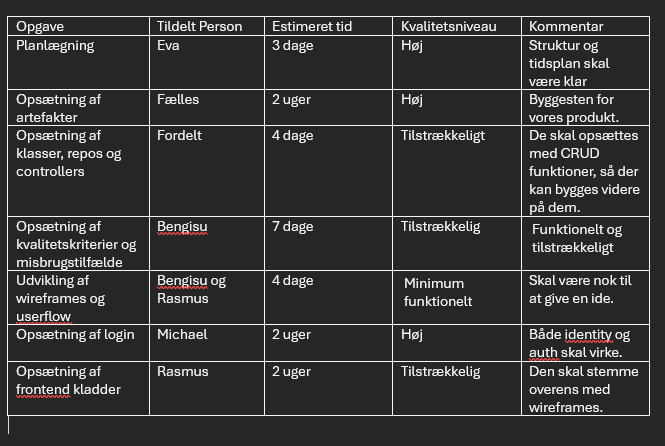 Opgave Tildelt Person Estimeret tid Kvalitetsniveau Kommentar
Planlægning Eva 3 dage Høj Struktur og
tidsplan skal
være klar
Opsætning af Fælles 2 uger Høj Byggesten for
artefakter vores produkt.
Opsætning af Fordelt 4 dage Tilstrækkeligt De skal opsættes
klasser, repos og med CRUD
controllers funktioner, så der
kan bygges videre
på dem.
Opsætning af Bengisu 7 dage Tilstrækkelig Funktionelt og
kvalitetskriterier og tilstrækkeligt
misbrugstilfælde
Udvikling af Bengisu og 4 dage Minimum Skal være nok til
wireframes og Rasmus funktionelt at give en ide.
userflow
Opsætning af login Michael 2 uger Høj Både identity og
auth skal virke.
Opsætning af Rasmus 2 uger Tilstrækkelig Den skal stemme
frontend kladder overens med
wireframes.